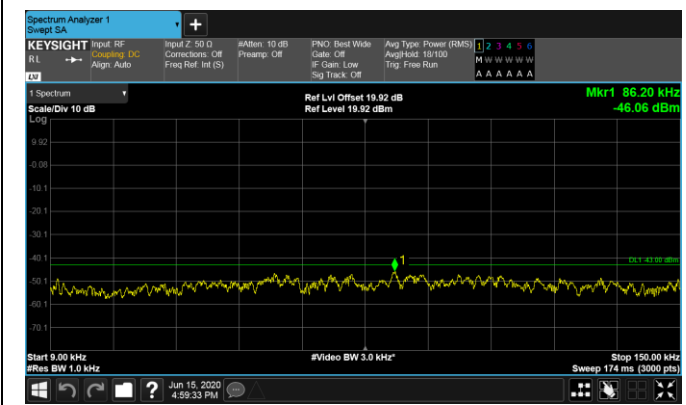 Spectrum Analyzer 1
Swept SA
+
KEYSIGHT
RL
LXI
Input: RF
Coupling: DC
Align: Auto
Input Z: 50 Ω
Corrections: Off
Freq Ref: Int (S)
#Atten: 10 dB
Preamp: Off
PNO: Best Wide
Gate: Off
IF Gain: Low
Sig Track: Off
Avg Type: Power (RMS)
Avg|Hold: 18/100
Trig: Free Run
1 2 3 4 5 6
M W W W W W
A A A A A A
1 Spectrum
Scale/Div 10 dB
Log
Ref Lvl Offset 19.92 dB
Ref Level 19.92 dBm
Mkr1 86.20 kHz
-46.06 dBm
9.92
-0.08
-10.1
-20.1
-30.1
-40.1
-50.1
-60.1
-70.1
1
DL1 -43.00 dBm
Start 9.00 kHz
#Res BW 1.0 kHz
#Video BW 3.0 kHz*
Stop 150.00 kHz
Sweep 174 ms (3000 pts)
?
Jun 15, 2020
4:59:33 PM